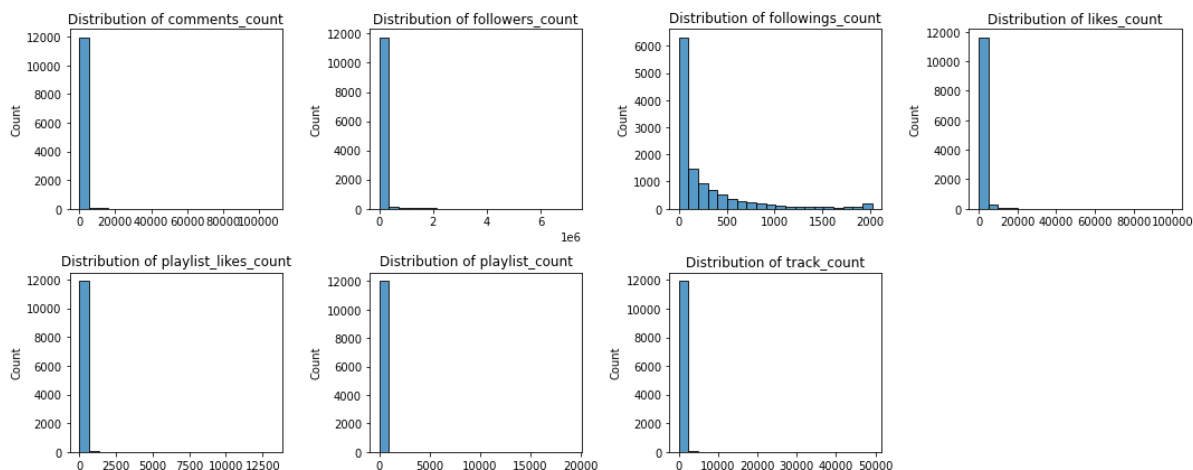 Distribution of comments_count
Distribution of followers_count
Distribution of followings_count
Distribution of likes_count
12000
10000
8000
6000
4000
2000
0
Count
0 20000 40000 60000 80000 100000
12000
10000
8000
6000
4000
2000
0
Count
0 2 4 6
1e6
6000
5000
4000
3000
2000
1000
0
Count
0 500 1000 1500 2000
12000
10000
8000
6000
4000
2000
0
Count
0 20000 40000 60000 80000 100000
Distribution of playlist_likes_count
Distribution of playlist_count
Distribution of track_count
12000
10000
8000
6000
4000
2000
0
Count
0 2500 5000 7500 10000 12500
12000
10000
8000
6000
4000
2000
0
Count
0 5000 10000 15000 20000
12000
10000
8000
6000
4000
2000
0
Count
0 10000 20000 30000 40000 50000